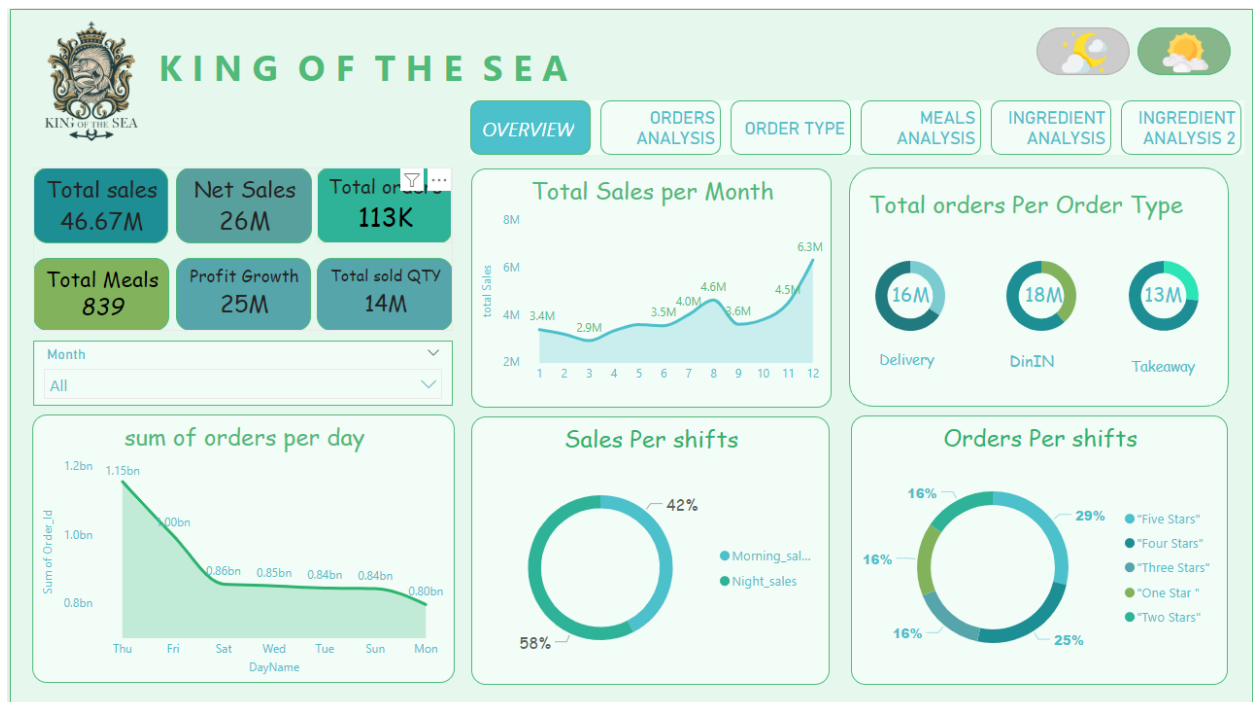 KING OF THE SEA
KING OF THE SEA
OVERVIEW
ORDERS
ANALYSIS
ORDER TYPE
MEALS
ANALYSIS
INGREDIENT
ANALYSIS
INGREDIENT
ANALYSIS 2
Total sales
46.67M
Net Sales
26M
Total orders
113K
Total Meals
839
Profit Growth
25M
Total sold QTY
14M
Month
All
Total Sales per Month
total Sales
8M
6M
4M
2M
3.4M
2.9M
3.5M
4.0M
4.6M
3.6M
4.5M
6.3M
1 2 3 4 5 6 7 8 9 10 11 12
Total orders Per Order Type
16M
18M
13M
Delivery
DinIN
Takeaway
sum of orders per day
Sum of Order_Id
1.2bn
1.0bn
0.8bn
1.15bn
1.00bn
0.86bn
0.85bn
0.84bn
0.84bn
0.80bn
Thu Fri Sat Wed Tue Sun Mon
DayName
Sales Per shifts
42%
58%
Morning_sal...
Night_sales
Orders Per shifts
16%
29%
16%
16%
25%
"Five Stars"
"Four Stars"
"Three Stars"
"One Star "
"Two Stars"